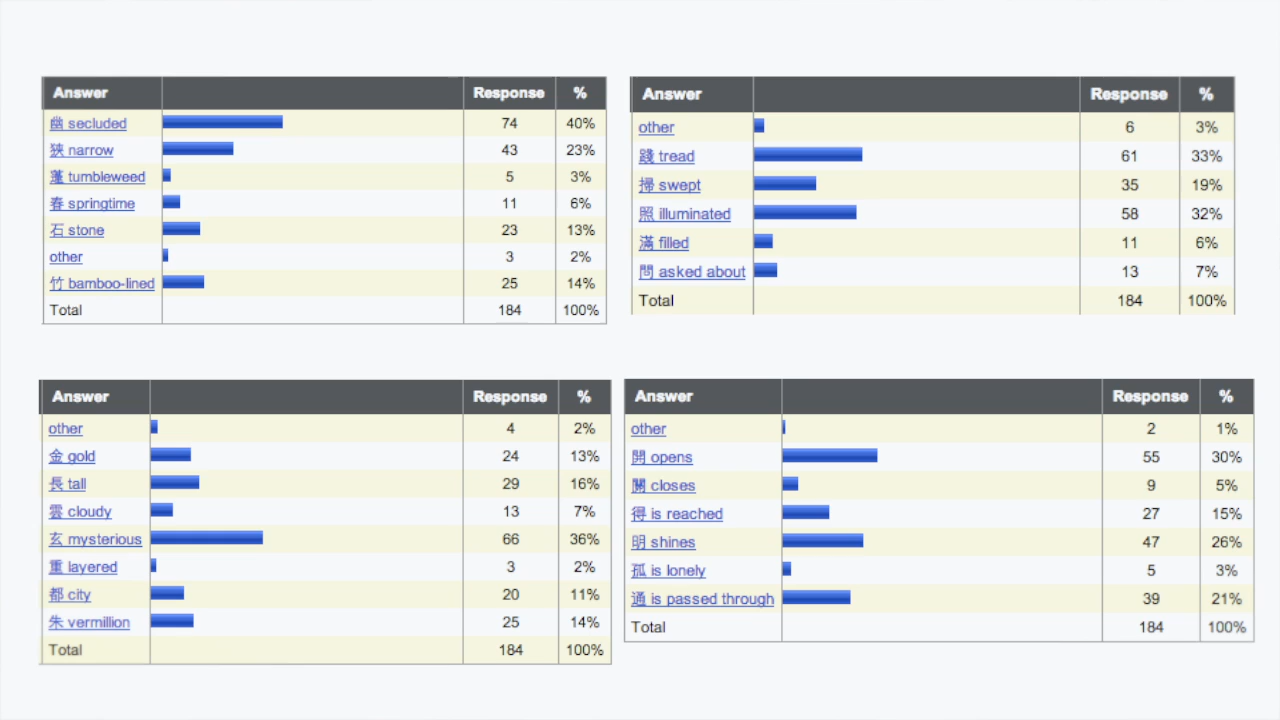 Answer Response %
幽 secluded 74 40%
狹 narrow 43 23%
蓬 tumbleweed 5 3%
春 springtime 11 6%
石 stone 23 13%
other 3 2%
竹 bamboo-lined 25 14%
Total 184 100%
Answer Response %
other 6 3%
踐 tread 61 33%
掃 swept 35 19%
照 illuminated 58 32%
滿 filled 11 6%
問 asked about 13 7%
Total 184 100%
Answer Response %
other 4 2%
金 gold 24 13%
長 tall 29 16%
雲 cloudy 13 7%
玄 mysterious 66 36%
重 layered 3 2%
都 city 20 11%
朱 vermillion 25 14%
Total 184 100%
Answer Response %
other 2 1%
開 opens 55 30%
關 closes 9 5%
得 is reached 27 15%
明 shines 47 26%
孤 is lonely 5 3%
通 is passed through 39 21%
Total 184 100%